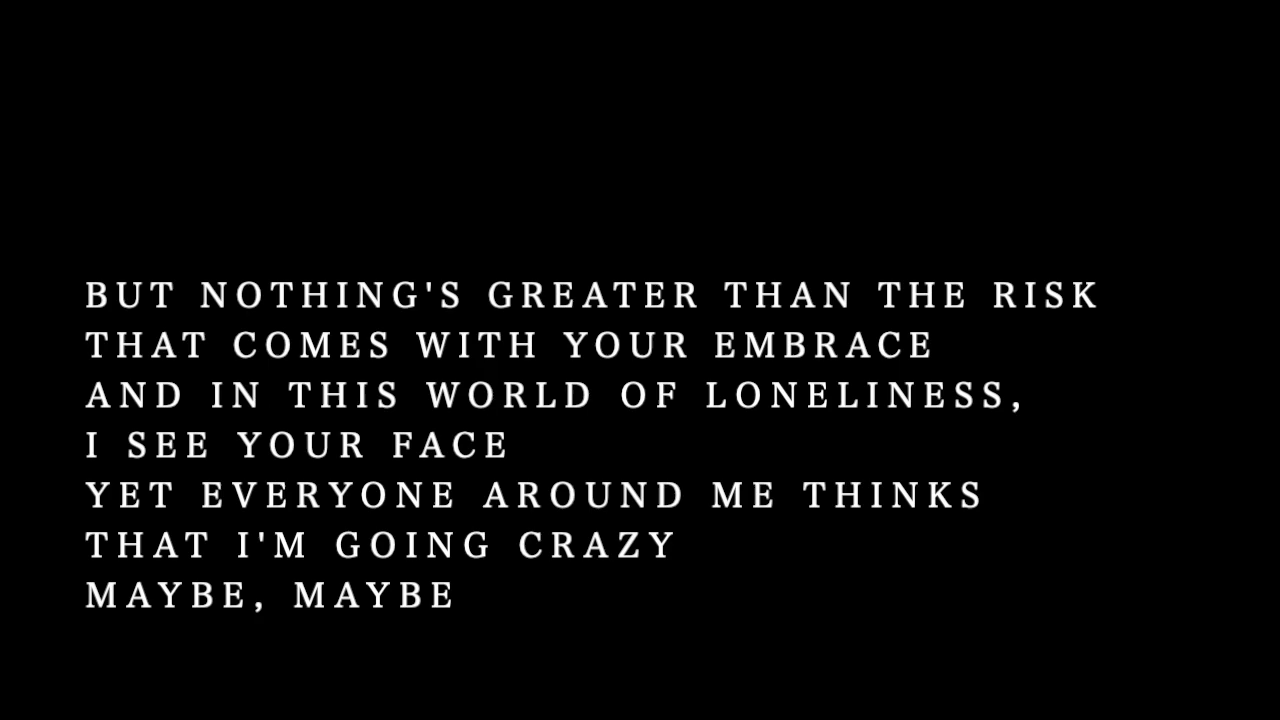 BUT NOTHING'S GREATER THAN THE RISK
THAT COMES WITH YOUR EMBRACE
AND IN THIS WORLD OF LONELINESS,
I SEE YOUR FACE
YET EVERYONE AROUND ME THINKS
THAT I'M GOING CRAZY
MAYBE, MAYBE